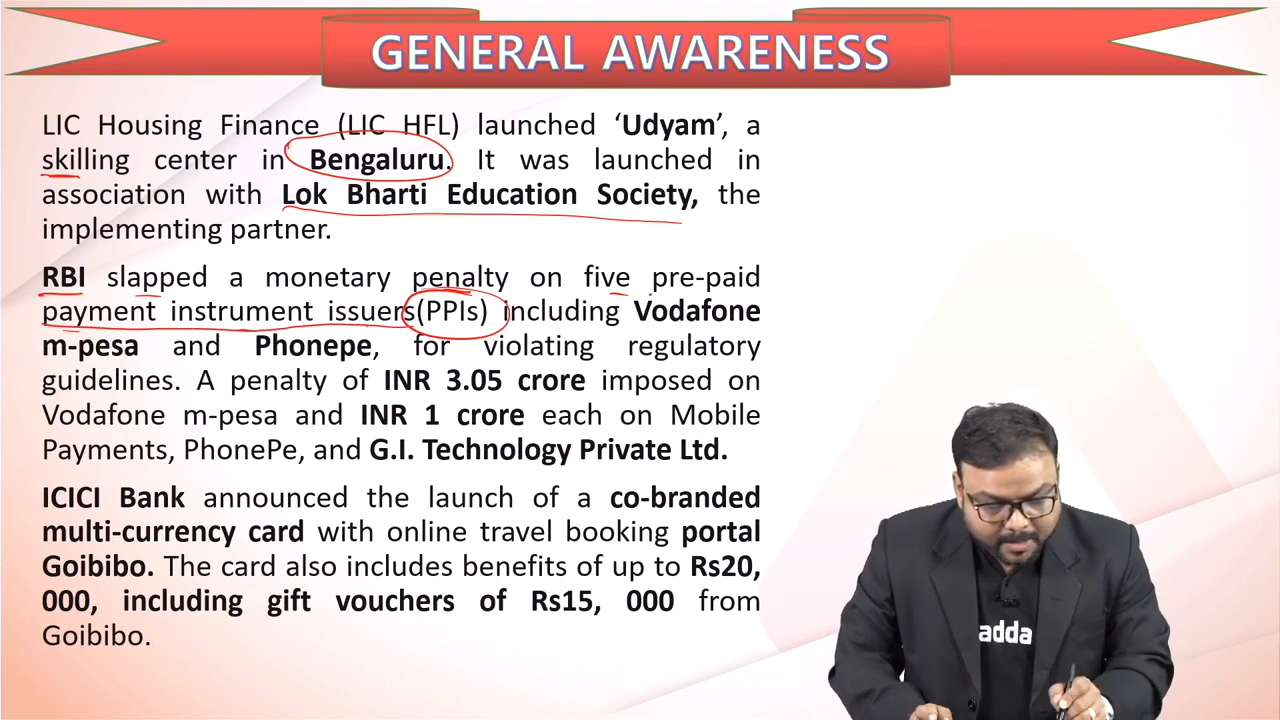 GENERAL AWARENESS
LIC Housing Finance (LIC HFL) launched ‘Udyam’, a
skilling center in Bengaluru. It was launched in
association with Lok Bharti Education Society, the
implementing partner.
RBI slapped a monetary penalty on five pre-paid
payment instrument issuers(PPIs) including Vodafone
m-pesa and Phonepe, for violating regulatory
guidelines. A penalty of INR 3.05 crore imposed on
Vodafone m-pesa and INR 1 crore each on Mobile
Payments, PhonePe, and G.I. Technology Private Ltd.
ICICI Bank announced the launch of a co-branded
multi-currency card with online travel booking portal
Goibibo. The card also includes benefits of up to Rs20,
000, including gift vouchers of Rs15, 000 from
Goibibo.
adda